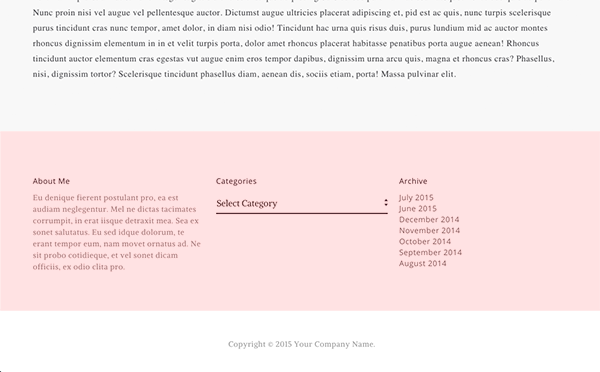 Nunc proin nisi vel augue vel pellentesque auctor. Dictumst augue ultricies placerat adipiscing et, pid est ac quis, nunc turpis scelerisque
purus tincidunt cras nunc tempor, amet dolor, in diam nisi odio! Tincidunt hac urna quis risus duis, purus lundium mid ac auctor montes
rhoncus dignissim elementum in in et velit turpis porta, dolor amet rhoncus placerat habitasse penatibus porta augue aenean! Rhoncus
tincidunt auctor elementum cras egestas vut augue enim eros tempor dapibus, dignissim urna arcu quis, magna et rhoncus cras? Phasellus,
nisi, dignissim tortor? Scelerisque tincidunt phasellus diam, aenean dis, sociis etiam, porta! Massa pulvinar elit.
About Me
Eu denique fierent postulant pro, ea est
audiam neglegentur. Mel ne dictas tacimates
corrumpit, in erat iisque detraxit mea. Sea ex
sonet salutatus. Eu sed idque dolorum, te
erant tempor eum, nam movet ornatus ad. Ne
sit probo cotidieque, et vel sonet dicam
officiis, ex odio clita pro.
Categories
Select Category
Archive
July 2015
June 2015
December 2014
November 2014
October 2014
September 2014
August 2014
Copyright © 2015 Your Company Name.